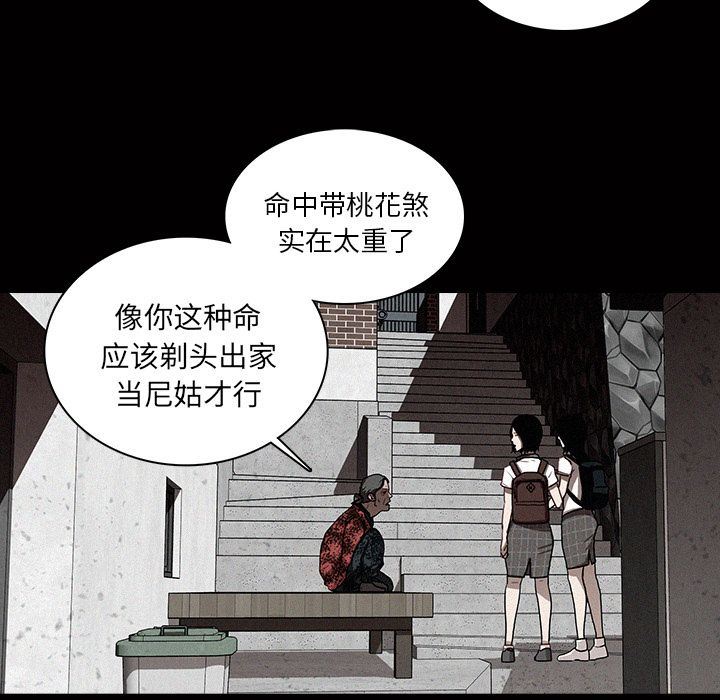 命中带桃花煞
实在太重了
像你这种命
应该剃头出家
当尼姑才行